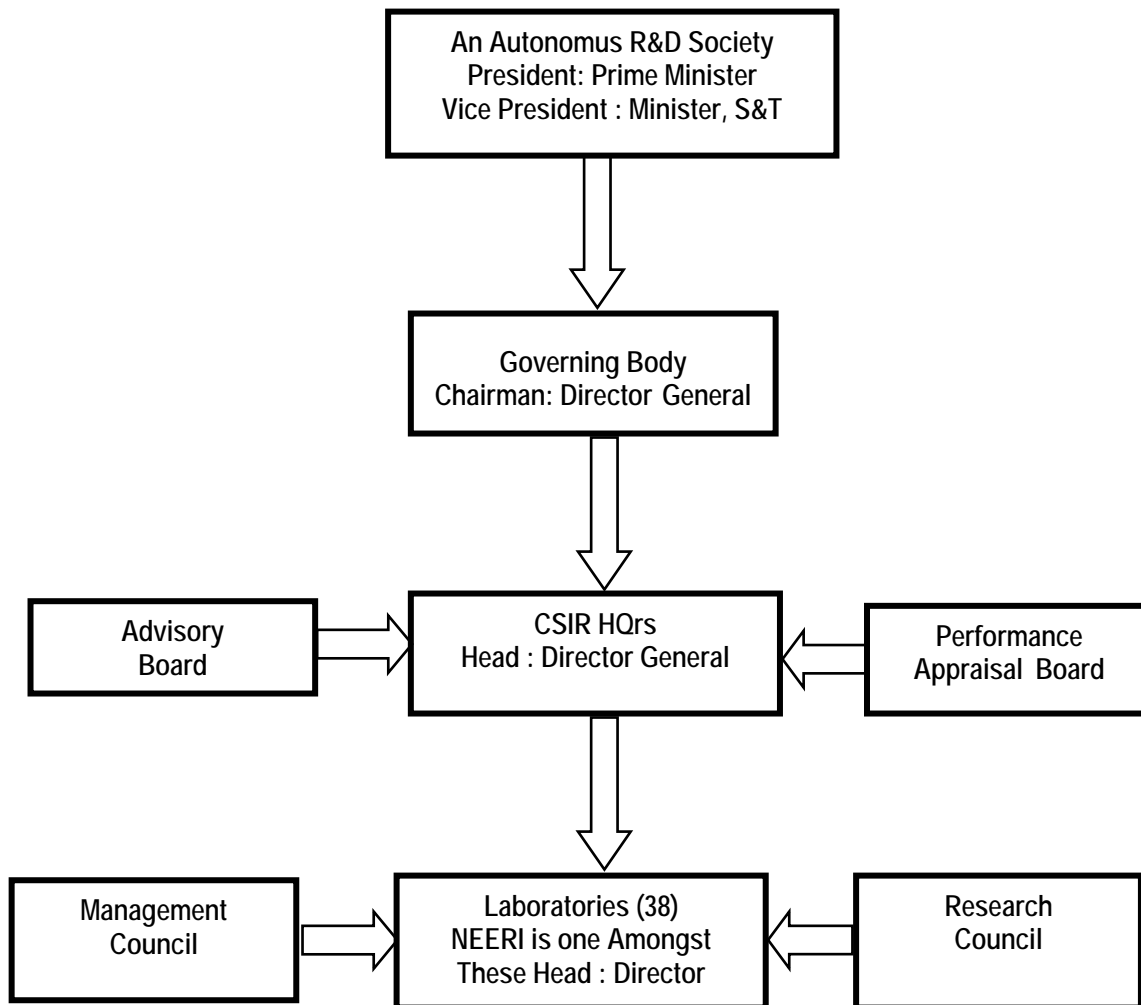 An Autonomus R&D Society
President: Prime Minister
Vice President : Minister, S&T
Governing Body
Chairman: Director General
Advisory
Board
CSIR HQrs
Head : Director General
Performance
Appraisal Board
Management
Council
Laboratories (38)
NEERI is one Amongst
These Head : Director
Research
Council